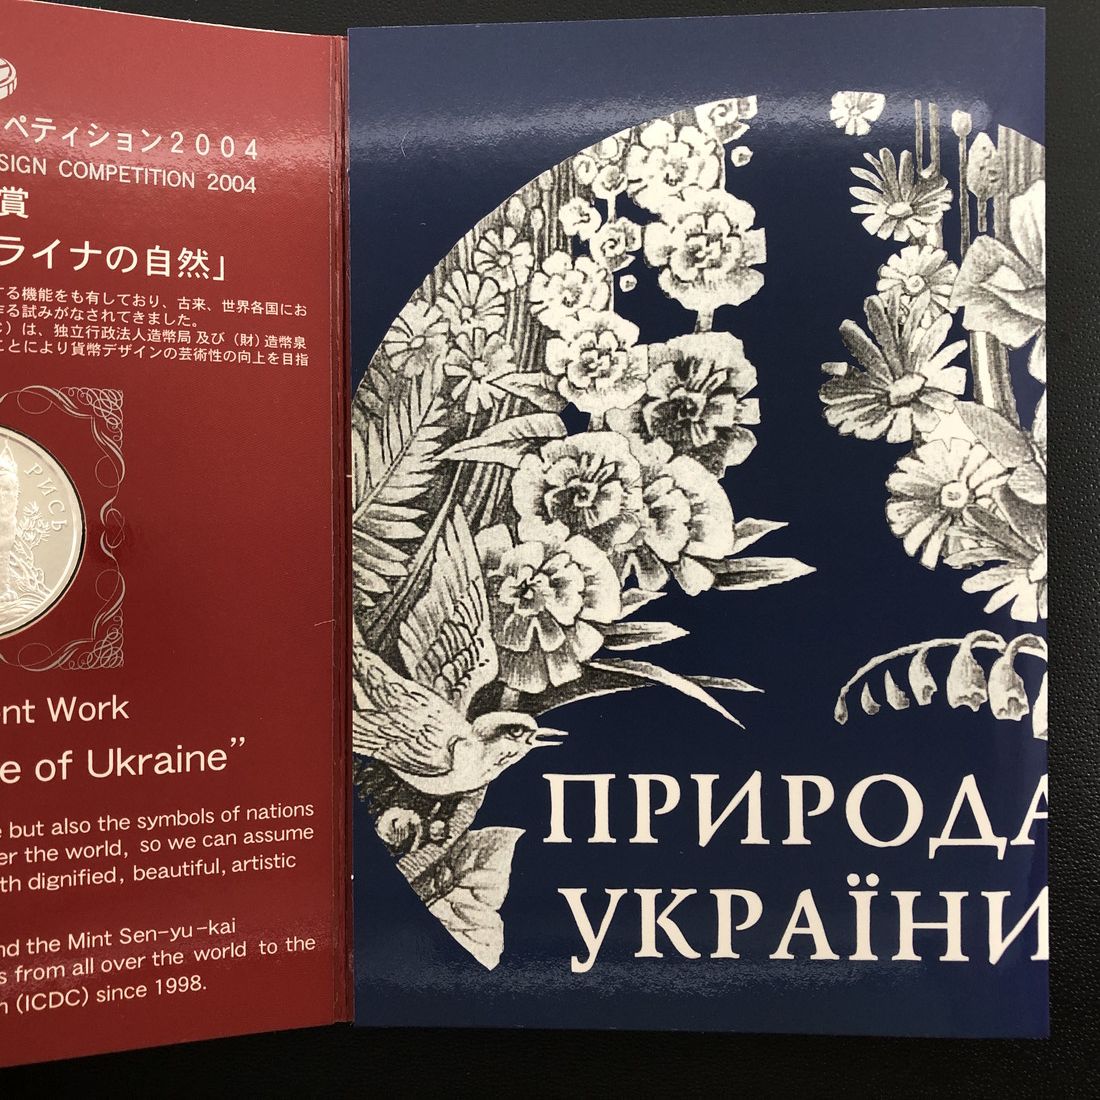 ペティション２００４
SIGN COMPETITION 2004
賞
ライナの自然」
する機能をも有しており、古来、世界各国にお
作る試みがなされてきました。
C）は、独立行政法人造幣局 及び（財）造幣泉
ことにより貨幣デザインの芸術性の向上を目指
РИСЬ
ent Work
e of Ukraine”
e but also the symbols of nations
er the world, so we can assume
th dignified, beautiful, artistic
nd the Mint Sen-yu-kai
s from all over the world to the
n (ICDC) since 1998.
ПРИРОДА
УКРАЇНИ